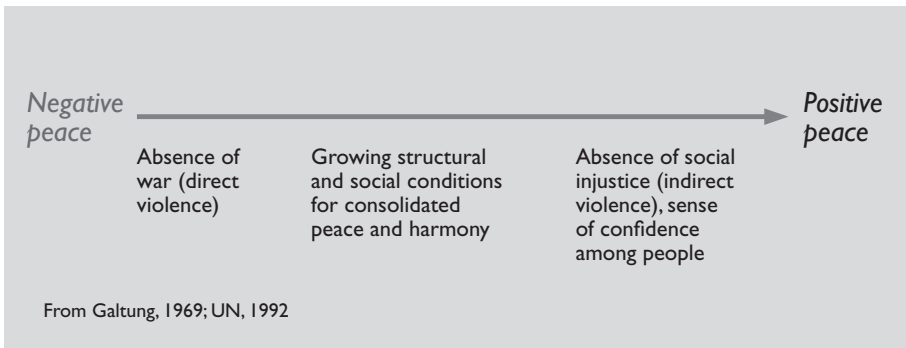 Negative
peace
Positive
peace
Absence of
war (direct
violence)
Growing structural
and social conditions
for consolidated
peace and harmony
Absence of social
injustice (indirect
violence), sense
of confidence
among people
From Galtung, 1969; UN, 1992